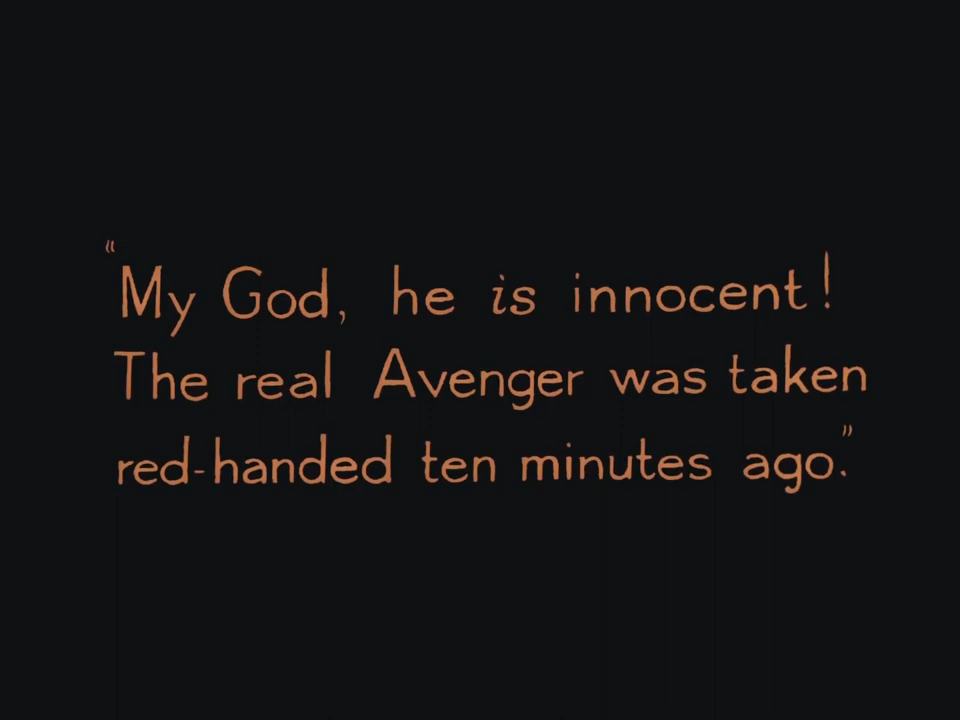 “My God, he is innocent!
The real Avenger was taken
red-handed ten minutes ago.”